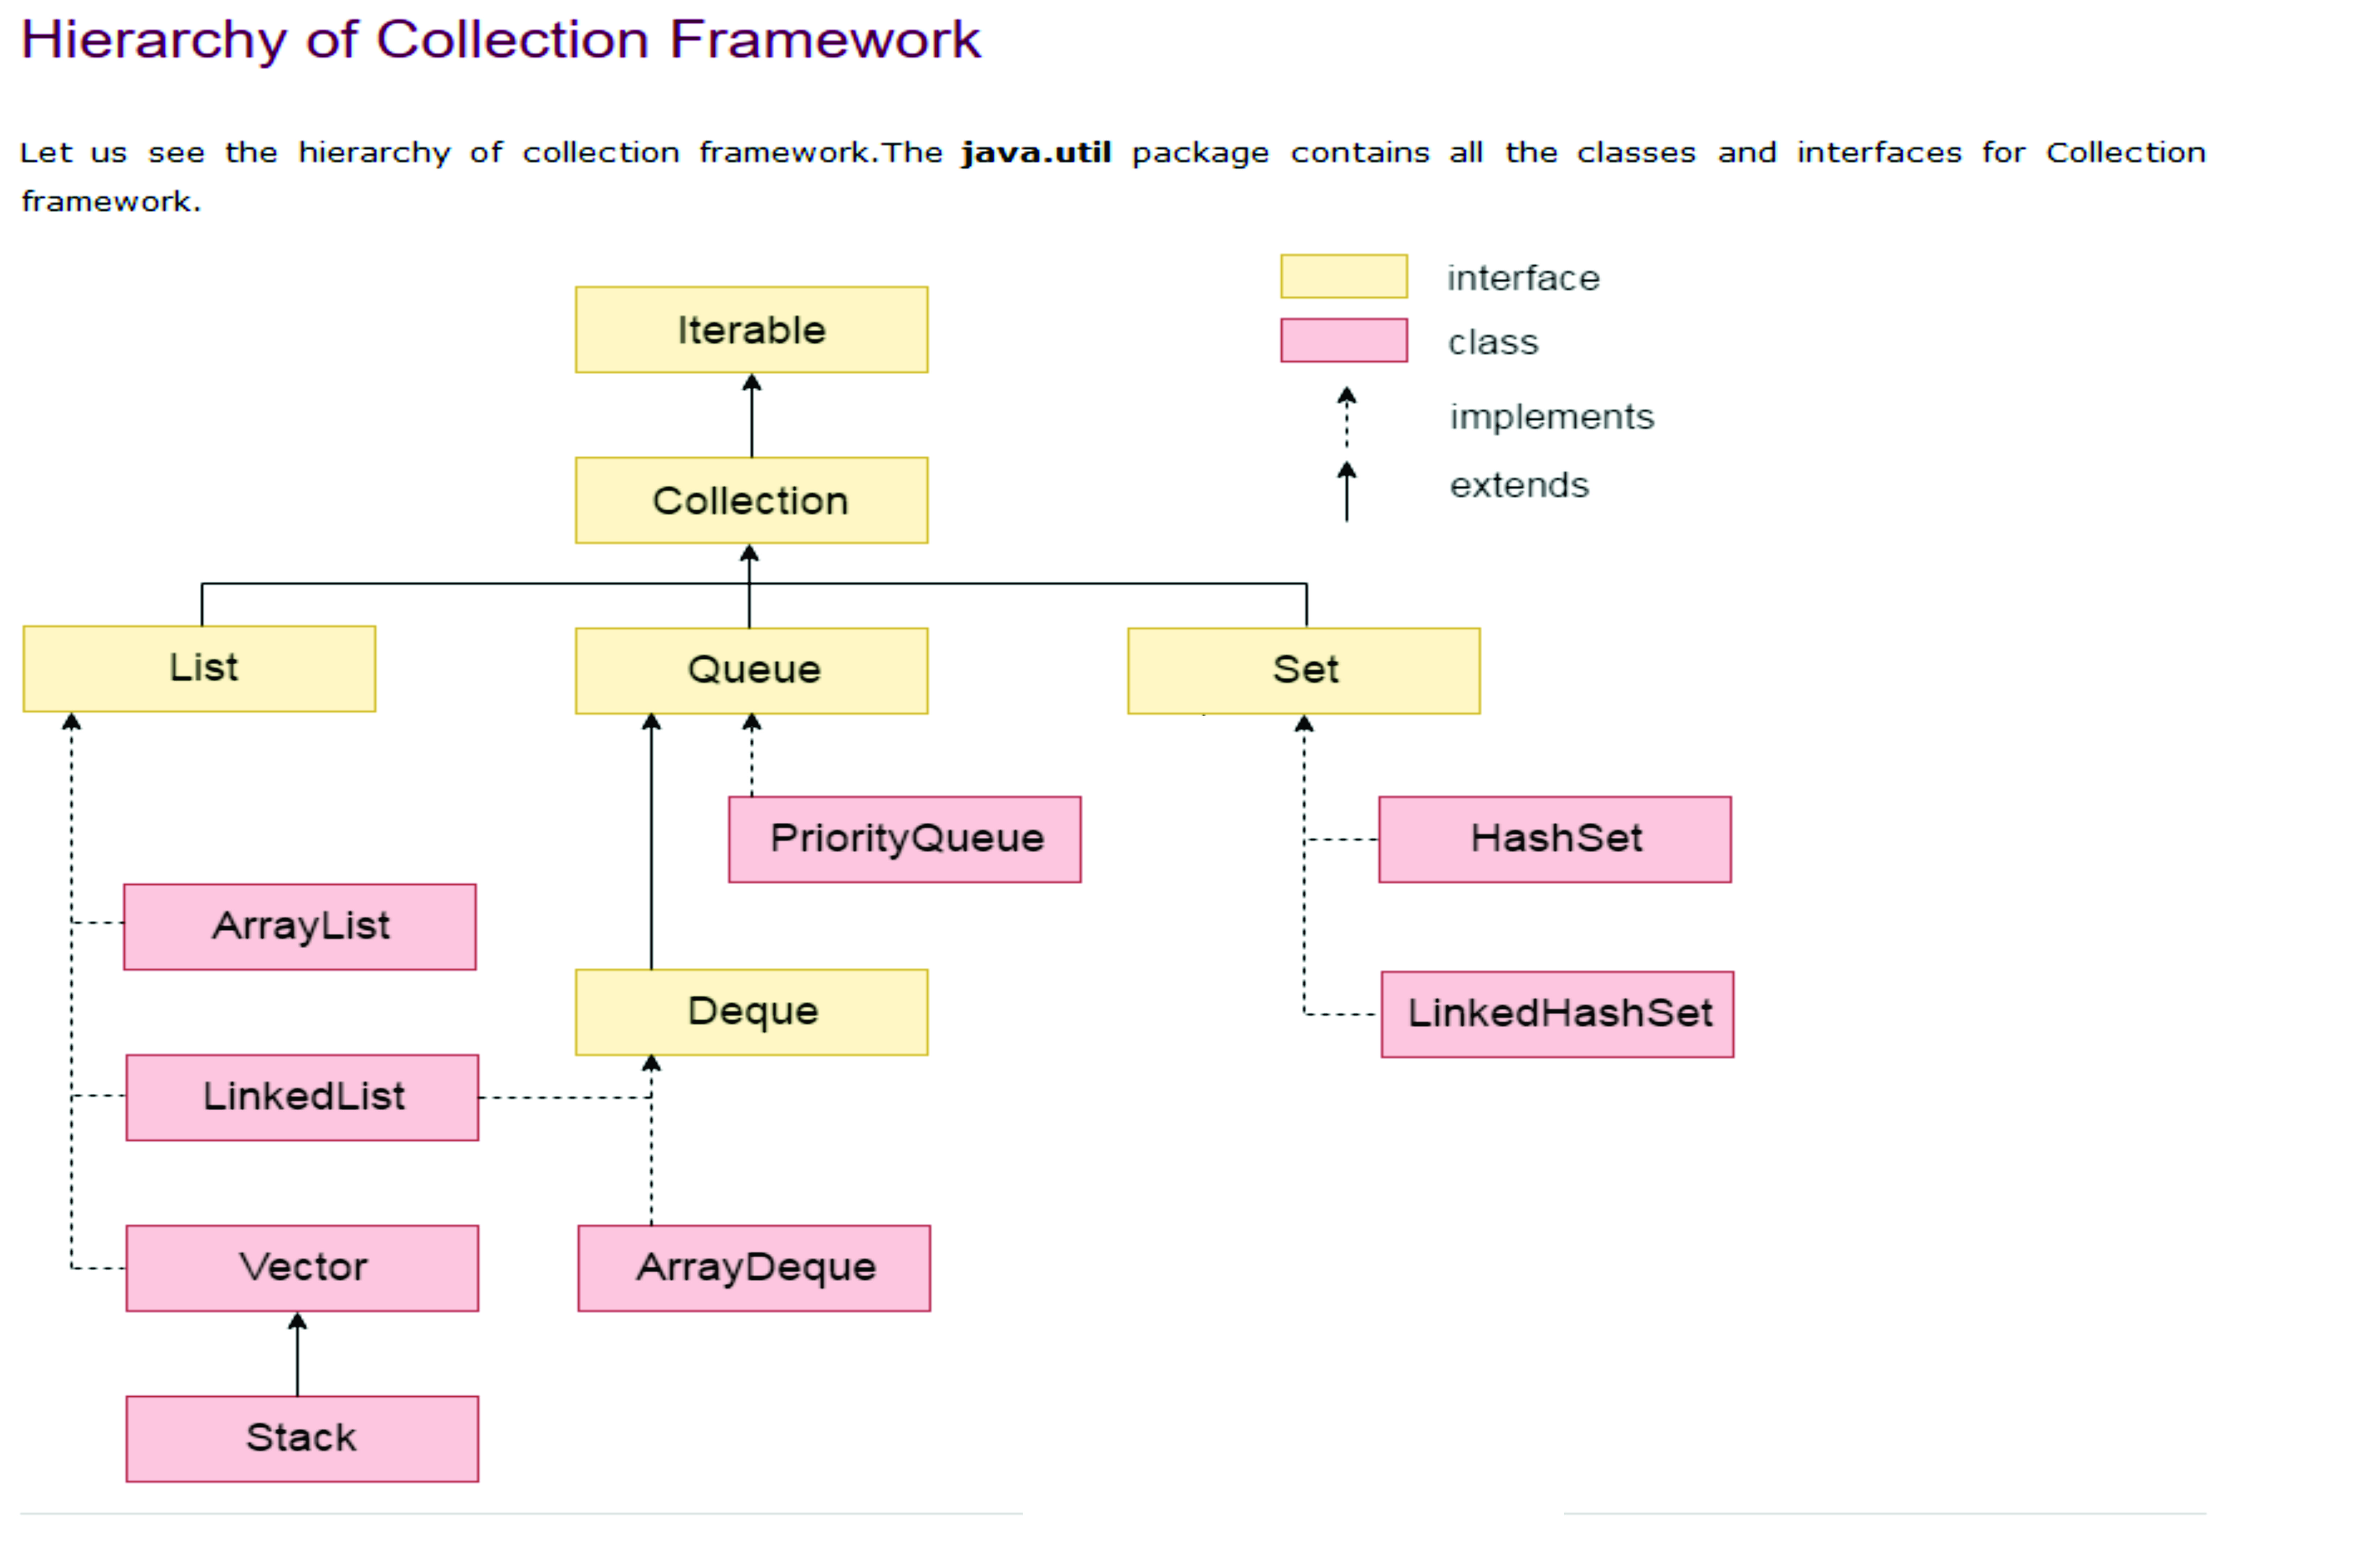 Hierarchy of Collection Framework
Let us see the hierarchy of collection framework.The java.util package contains all the classes and interfaces for Collection
framework.
interface
Iterable
class
implements
extends
Collection
List
Queue
Set
PriorityQueue
HashSet
ArrayList
Deque
LinkedHashSet
LinkedList
Vector
ArrayDeque
Stack